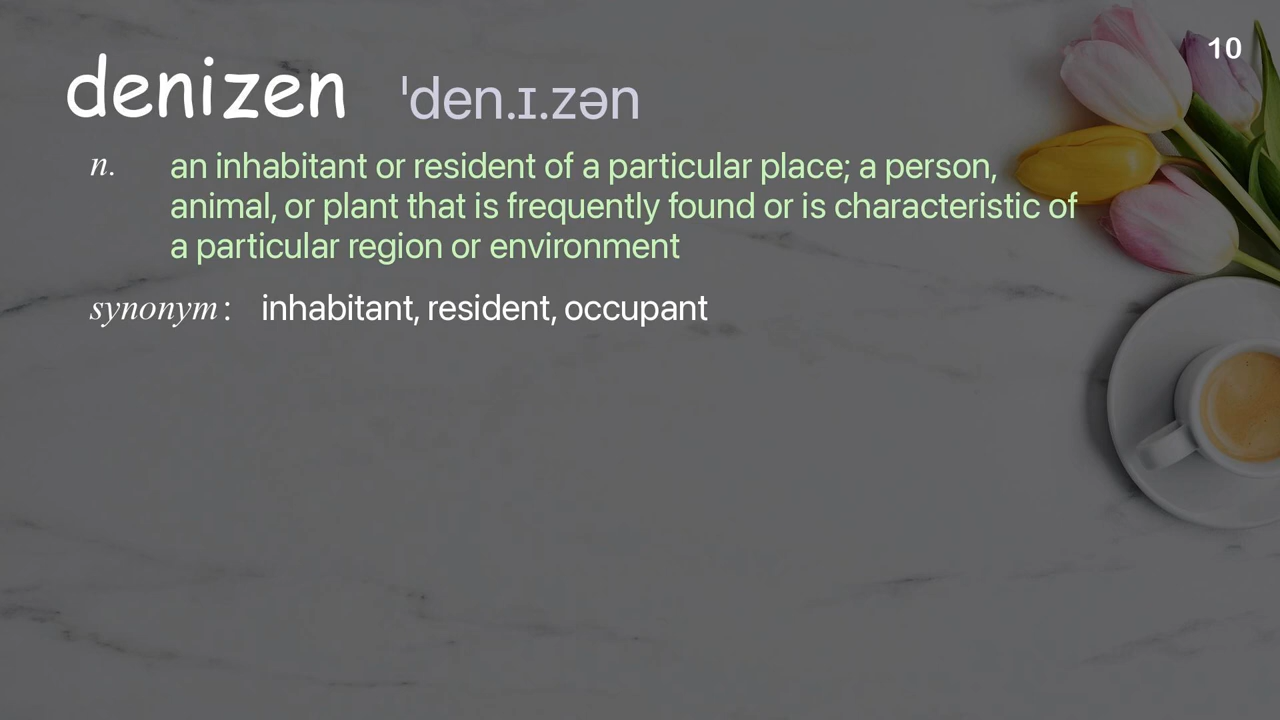 10
denizen ˈden.ɪ.zən
n. an inhabitant or resident of a particular place; a person,
animal, or plant that is frequently found or is characteristic of
a particular region or environment
synonym : inhabitant, resident, occupant